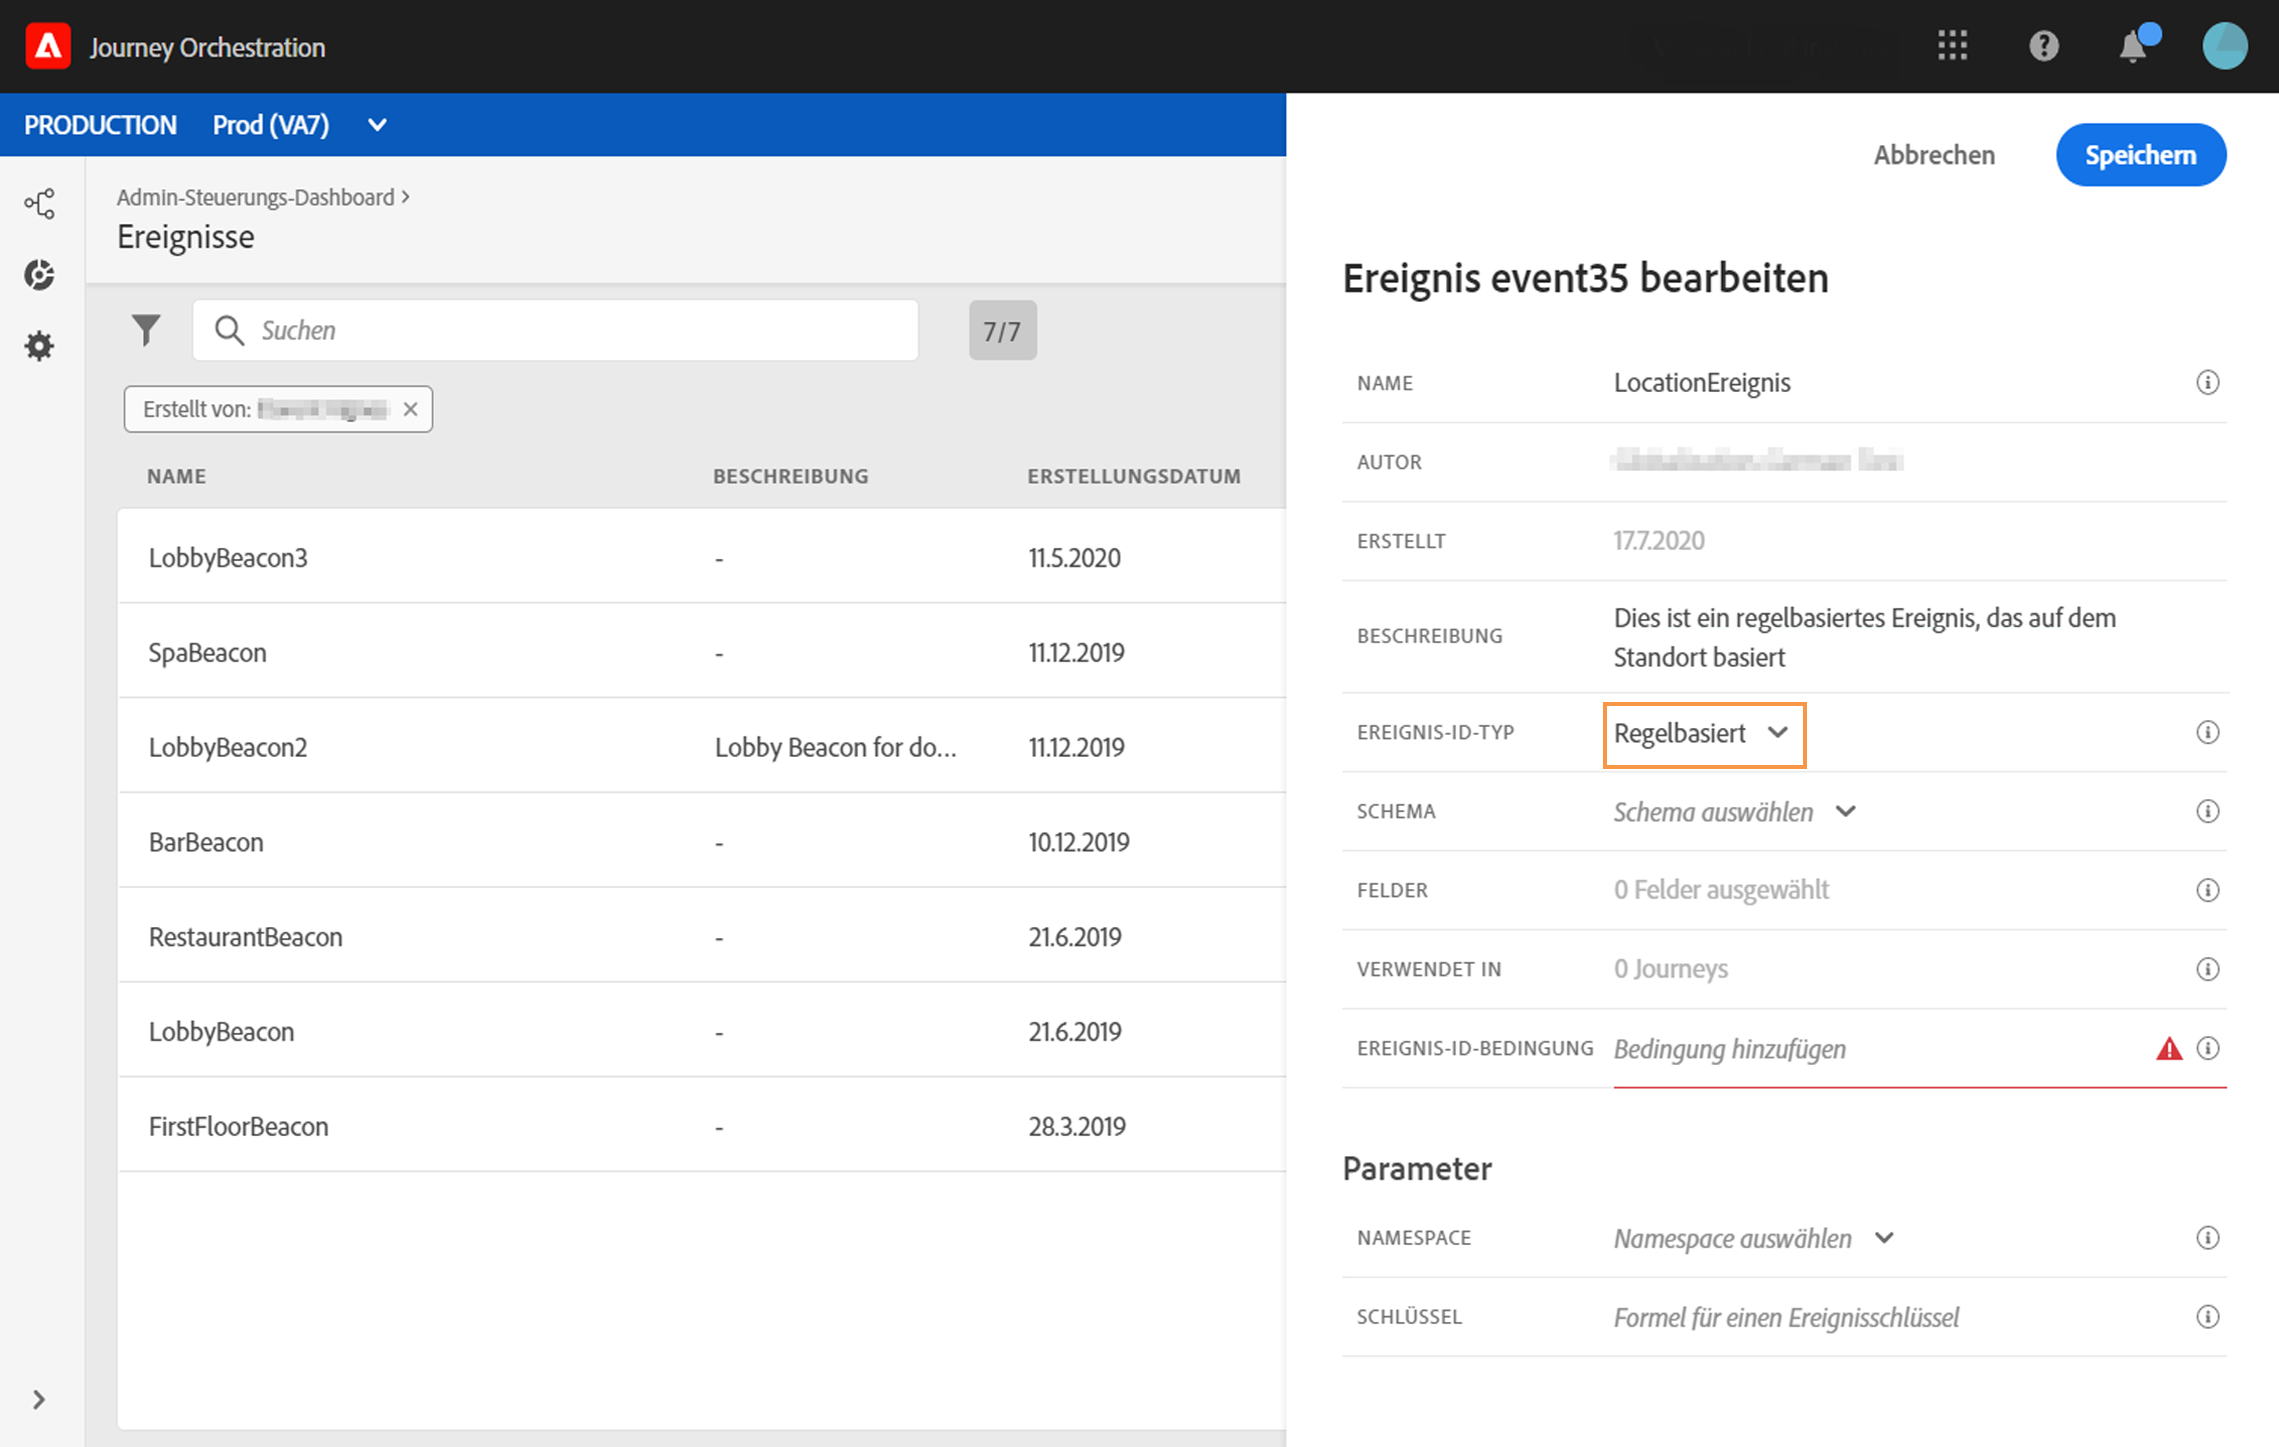 Journey Orchestration
PRODUCTION Prod (VA7)
Admin-Steuerungs-Dashboard >
Ereignisse
Suchen
7/7
Erstellt von:
NAME BESCHREIBUNG ERSTELLUNGSDATUM
LobbyBeacon3 - 11.5.2020
SpaBeacon - 11.12.2019
LobbyBeacon2 Lobby Beacon for do... 11.12.2019
BarBeacon - 10.12.2019
RestaurantBeacon - 21.6.2019
LobbyBeacon - 21.6.2019
FirstFloorBeacon - 28.3.2019
Abbrechen Speichern
Ereignis event35 bearbeiten
NAME LocationEreignis
AUTOR
ERSTELLT 17.7.2020
BESCHREIBUNG Dies ist ein regelbasiertes Ereignis, das auf dem
Standort basiert
EREIGNIS-ID-TYP Regelbasiert
SCHEMA Schema auswählen
FELDER 0 Felder ausgewählt
VERWENDET IN 0 Journeys
EREIGNIS-ID-BEDINGUNG Bedingung hinzufügen
Parameter
NAMESPACE Namespace auswählen
SCHLÜSSEL Formel für einen Ereignisschlüssel